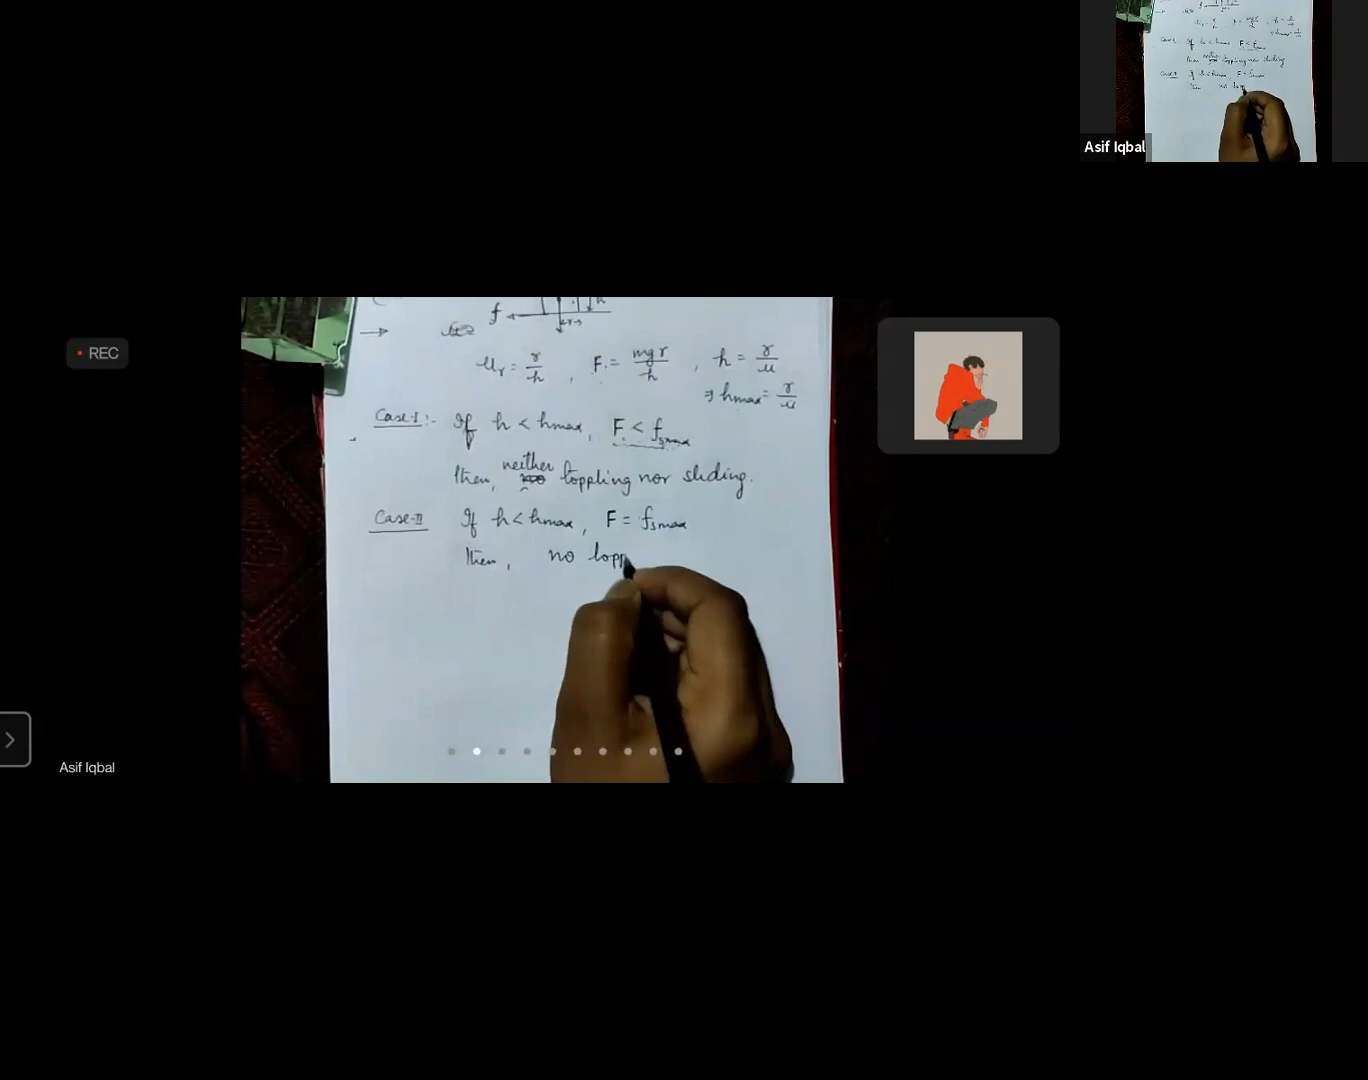 Asif Iqbal
REC
f
r
h
→
μr = r/h , F = mgr/h , h = r/μ
⇒ hmax = r/μ
Case-I :- If h < hmax, F < fsmax
then, neither toppling nor sliding.
Case-II If h < hmax, F = fsmax
then, no topp
Asif Iqbal